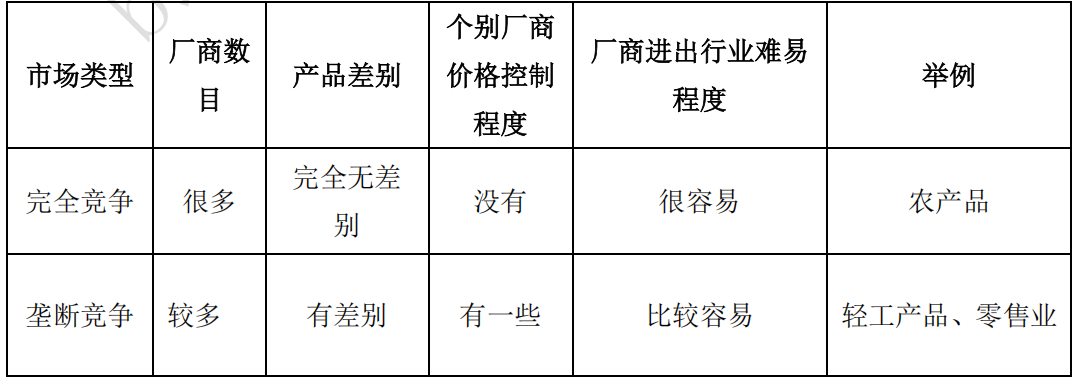 市场类型 厂商数目 产品差别 个别厂商价格控制程度 厂商进出行业难易程度 举例
完全竞争 很多 完全无差别 没有 很容易 农产品
垄断竞争 较多 有差别 有一些 比较容易 轻工产品、零售业